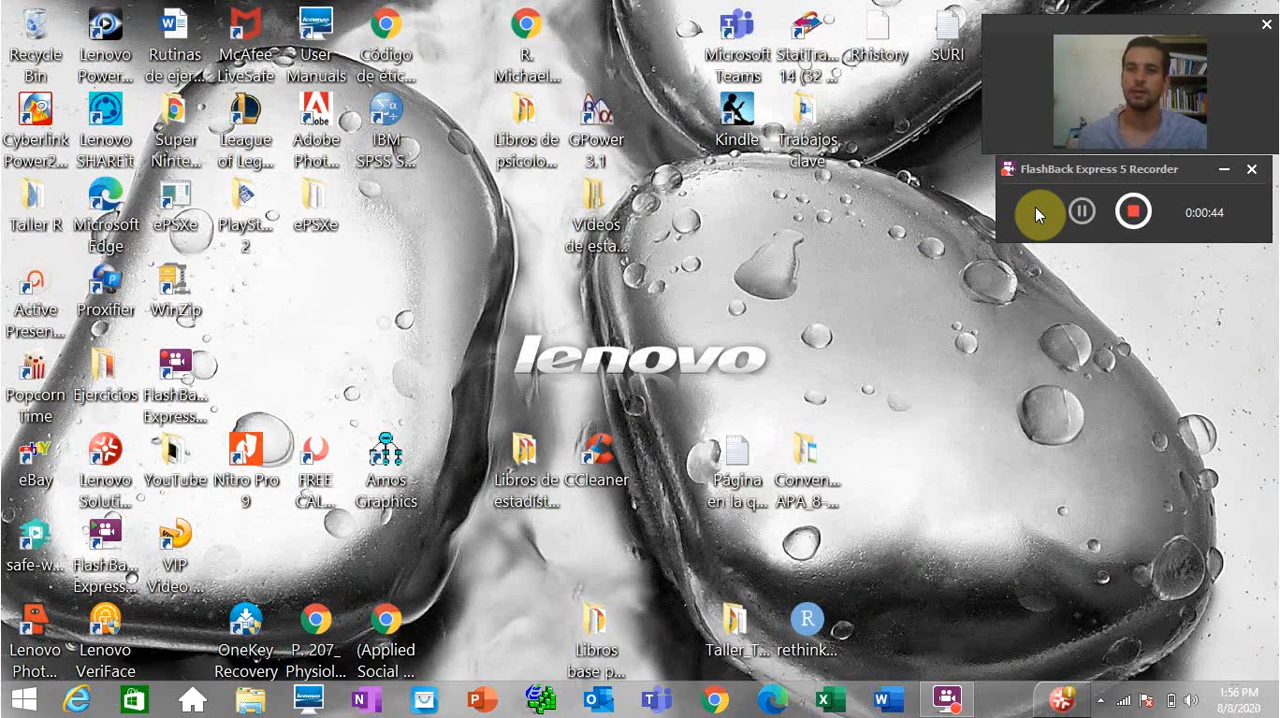 Recycle
Bin
Lenovo
Power...
Rutinas
de ejer...
McAfee
LiveSafe
User
Manuals
Código
de étic...
R.
Michael...
Microsoft
Teams
StatTra...
14 (32 ...
Rhistory
SURI
Cyberlink
Power2...
Lenovo
SHAREit
Super
Ninte...
League
of Leg...
Adobe
Phot...
IBM
SPSS S...
Libros de
psicolo...
GPower
3.1
Kindle
Trabajos
clave
FlashBack Express 5 Recorder
0:00:44
Taller R
Microsoft
Edge
ePSXe
PlaySt...
2
ePSXe
Videos
de esta...
Active
Presen...
Proxifier
WinZip
lenovo
Popcorn
Time
Ejercicios
FlashBa...
Express...
eBay
Lenovo
Soluti...
YouTube
Nitro Pro
9
FREE
CAL...
Amos
Graphics
Libros de
estadíst...
CCleaner
Página
en la q...
Conven...
APA_8-...
safe-w...
FlashBa...
Express...
VIP
Video ...
Lenovo
Phot...
Lenovo
VeriFace
OneKey
Recovery
P...207_
Physiol...
(Applied
Social ...
Libros
base p...
Taller_T...
rethink...
1:56 PM
8/8/2020